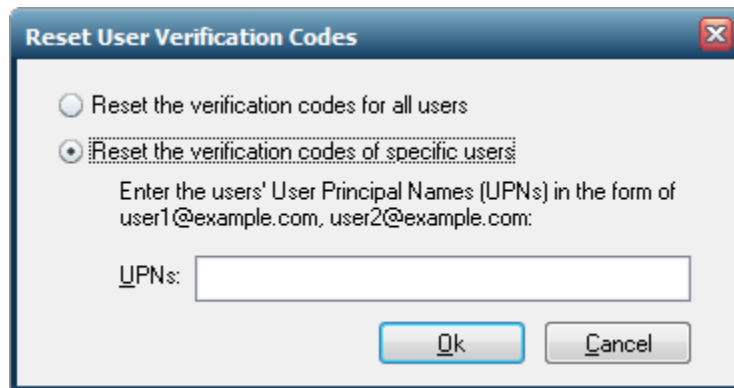 Reset User Verification Codes
Reset the verification codes for all users
Reset the verification codes of specific users
Enter the users' User Principal Names (UPNs) in the form of
user1@example.com, user2@example.com:
UPNs:
Ok Cancel